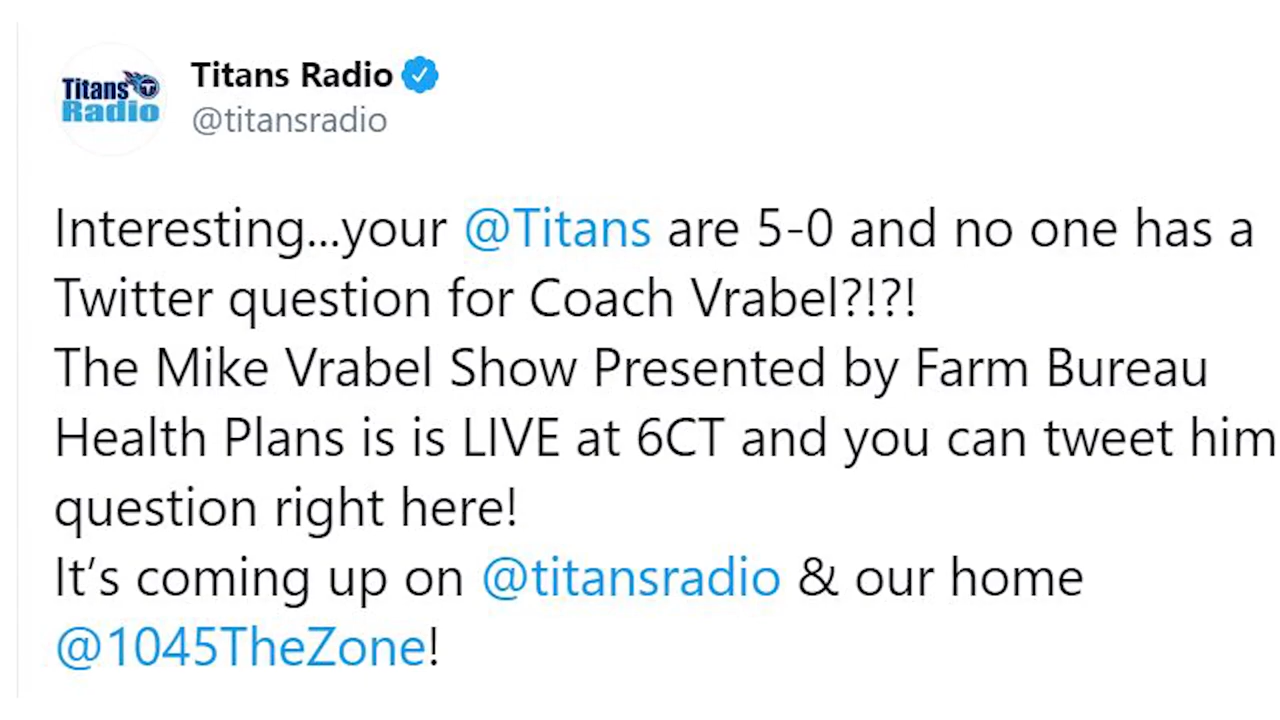 Titans
Radio
Titans Radio
@titansradio
Interesting...your @Titans are 5-0 and no one has a
Twitter question for Coach Vrabel?!?!
The Mike Vrabel Show Presented by Farm Bureau
Health Plans is is LIVE at 6CT and you can tweet him
question right here!
It’s coming up on @titansradio & our home
@1045TheZone!